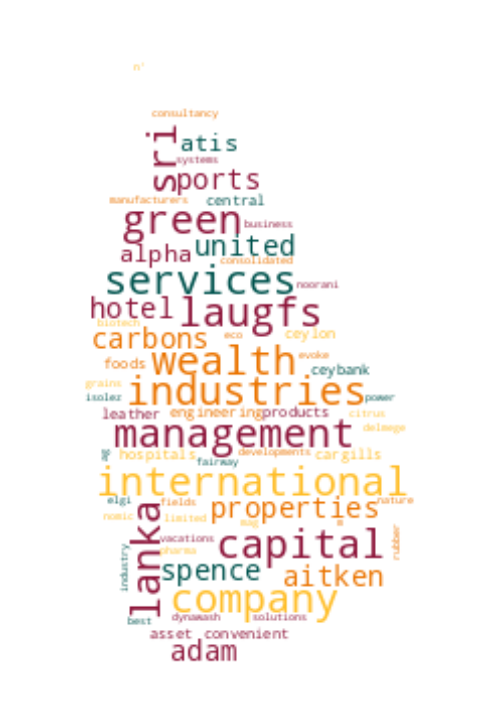 n'
consultancy
sri atis
systems
ports
manufacturers central
green business
united
alpha consolidated
services noorani
hotel laugfs
biotech
carbons eco ceylon
foods wealth evoke
ceybank
grains industries
isolez power
leather engineering products citrus
management delmege
ag hospitals developments cargills
fairway
international
elgi fields properties nature
nomic limited mag m
lanka vacations capital rubber
pharma
industry spence aitken
company
best dynawash solutions
asset convenient
adam